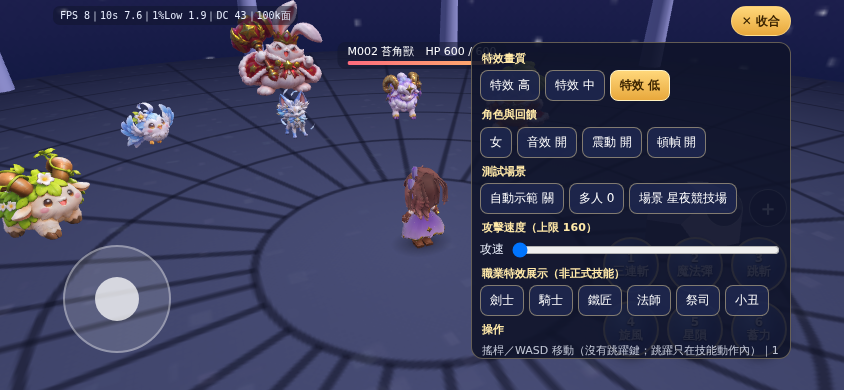 FPS 8 | 10s 7.6 | 1%Low 1.9 | DC 43 | 100k面
✕ 收合
M002 苔角獸 HP 600 /
特效畫質
特效 高 特效 中 特效 低
角色與回饋
女 音效 開 震動 開 頓幀 開
測試場景
自動示範 關 多人 0 場景 星夜競技場
攻擊速度（上限 160）
攻速
職業特效展示（非正式技能）
劍士 騎士 鐵匠 法師 祭司 小丑
操作
搖桿／WASD 移動（沒有跳躍鍵；跳躍只在技能動作內）｜1